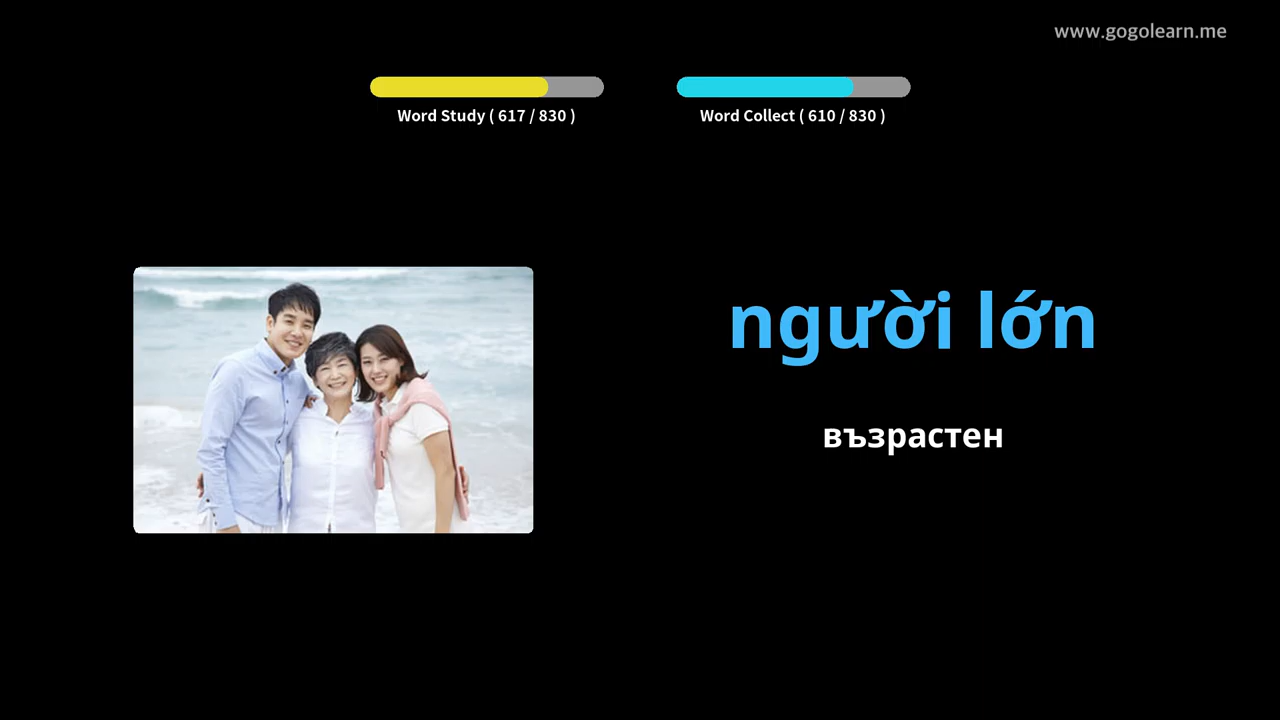 www.gogolearn.me
Word Study ( 617 / 830 )
Word Collect ( 610 / 830 )
người lớn
възрастен